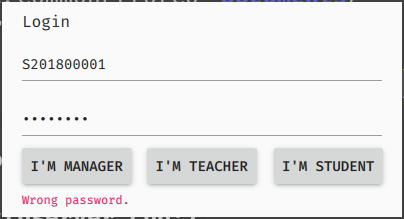 Login
S201800001
••••••••
I'M MANAGER I'M TEACHER I'M STUDENT
Wrong password.